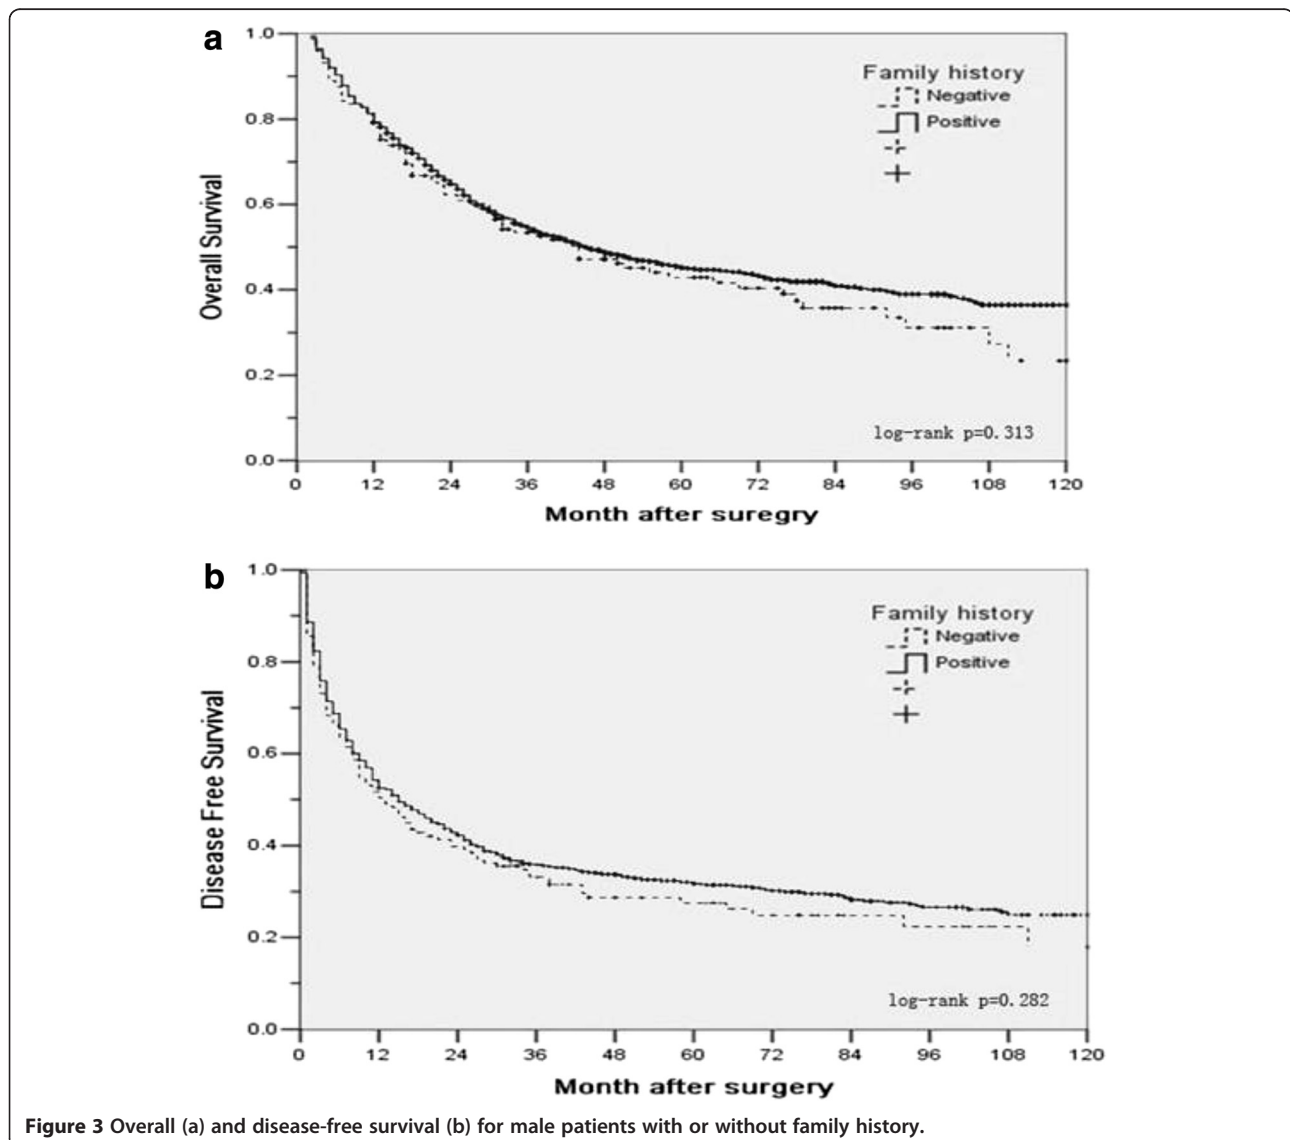 a
Overall Survival
1.0
0.8
0.6
0.4
0.2
0.0
Family history
Negative
Positive
log-rank p=0.313
0 12 24 36 48 60 72 84 96 108 120
Month after suregry
b
Disease Free Survival
1.0
0.8
0.6
0.4
0.2
0.0
Family history
Negative
Positive
log-rank p=0.282
0 12 24 36 48 60 72 84 96 108 120
Month after surgery
Figure 3 Overall (a) and disease-free survival (b) for male patients with or without family history.